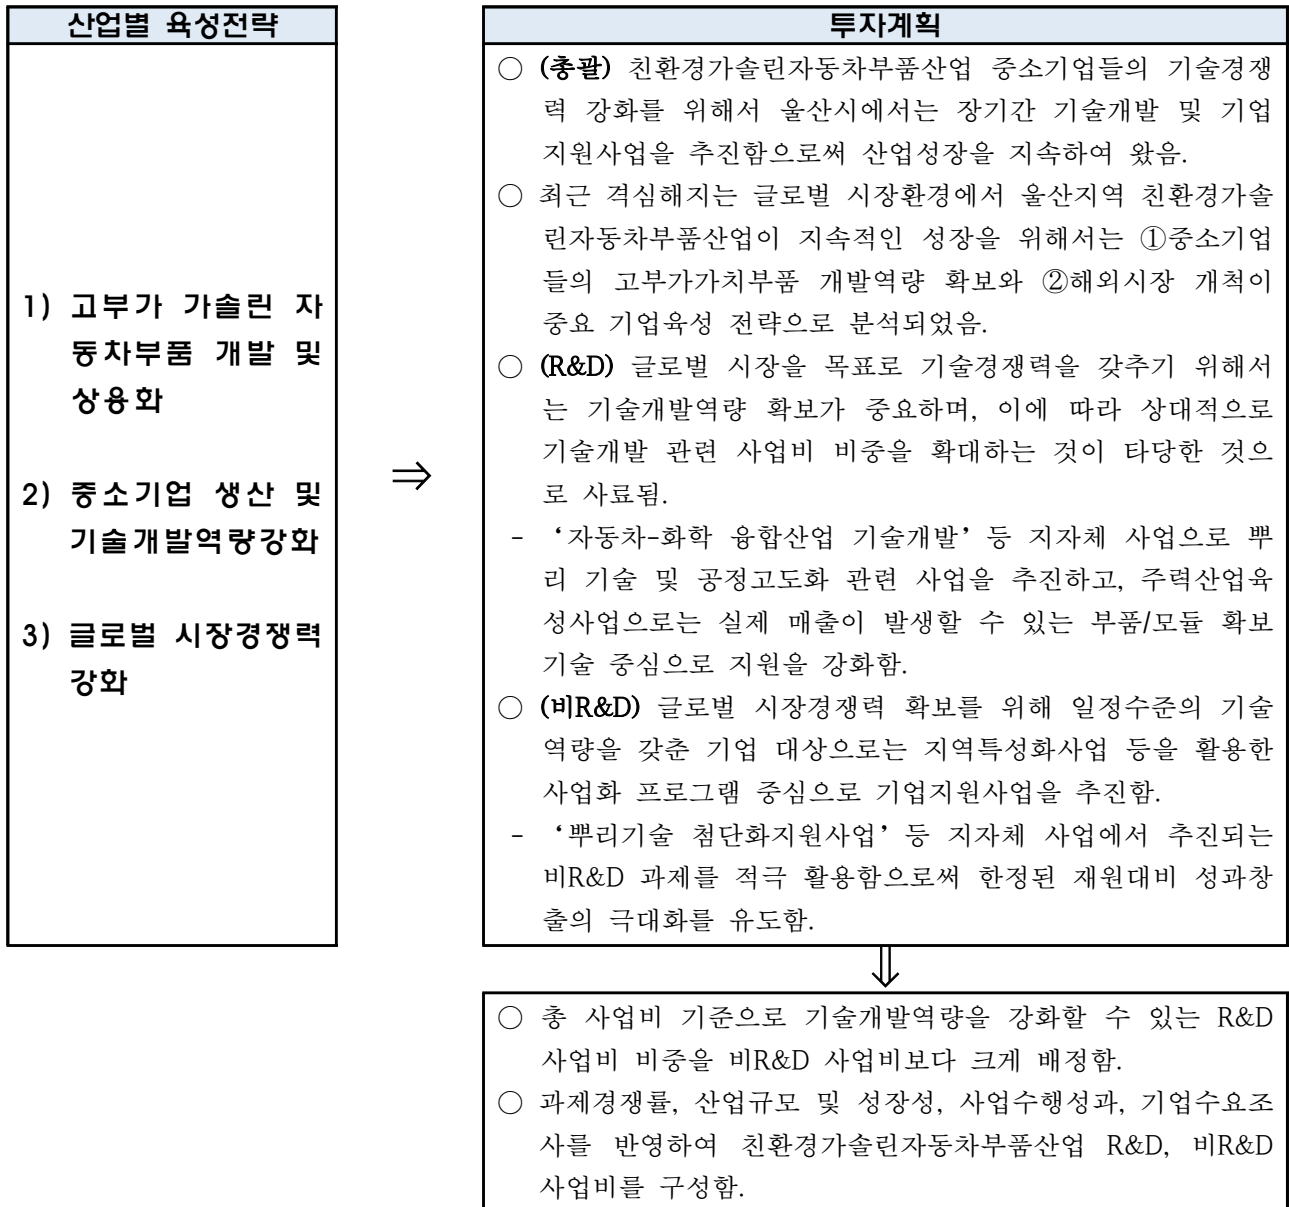 산업별 육성전략
1) 고부가 가솔린 자
동차부품 개발 및
상용화
2) 중소기업 생산 및
기술개발역량강화
3) 글로벌 시장경쟁력
강화
⇒
투자계획
○ (총괄) 친환경가솔린자동차부품산업 중소기업들의 기술경쟁
력 강화를 위해서 울산시에서는 장기간 기술개발 및 기업
지원사업을 추진함으로써 산업성장을 지속하여 왔음.
○ 최근 격심해지는 글로벌 시장환경에서 울산지역 친환경가솔
린자동차부품산업이 지속적인 성장을 위해서는 ①중소기업
들의 고부가가치부품 개발역량 확보와 ②해외시장 개척이
중요 기업육성 전략으로 분석되었음.
○ (R&D) 글로벌 시장을 목표로 기술경쟁력을 갖추기 위해서
는 기술개발역량 확보가 중요하며, 이에 따라 상대적으로
기술개발 관련 사업비 비중을 확대하는 것이 타당한 것으
로 사료됨.
- ‘자동차-화학 융합산업 기술개발’ 등 지자체 사업으로 뿌
리 기술 및 공정고도화 관련 사업을 추진하고, 주력산업육
성사업으로는 실제 매출이 발생할 수 있는 부품/모듈 확보
기술 중심으로 지원을 강화함.
○ (비R&D) 글로벌 시장경쟁력 확보를 위해 일정수준의 기술
역량을 갖춘 기업 대상으로는 지역특성화사업 등을 활용한
사업화 프로그램 중심으로 기업지원사업을 추진함.
- ‘뿌리기술 첨단화지원사업’ 등 지자체 사업에서 추진되는
비R&D 과제를 적극 활용함으로써 한정된 재원대비 성과창
출의 극대화를 유도함.
⇓
○ 총 사업비 기준으로 기술개발역량을 강화할 수 있는 R&D
사업비 비중을 비R&D 사업비보다 크게 배정함.
○ 과제경쟁률, 산업규모 및 성장성, 사업수행성과, 기업수요조
사를 반영하여 친환경가솔린자동차부품산업 R&D, 비R&D
사업비를 구성함.